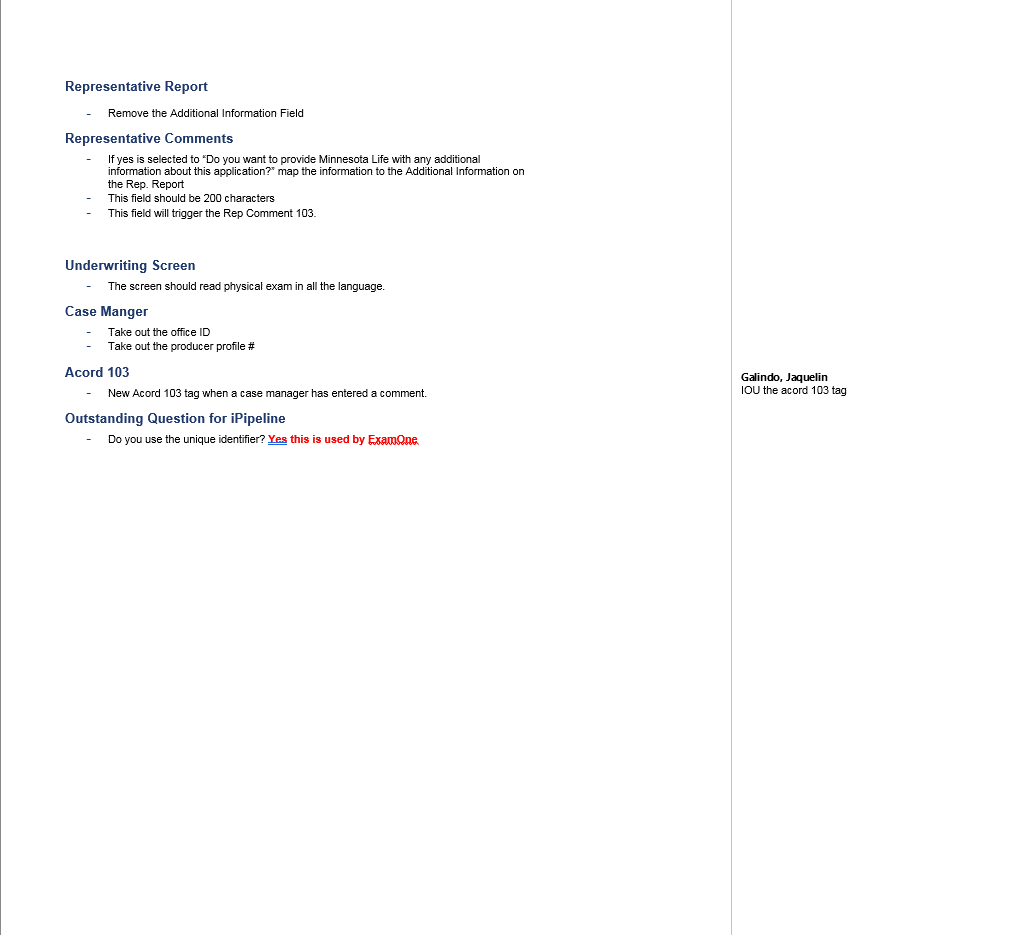 Representative Report
- Remove the Additional Information Field
Representative Comments
- If yes is selected to “Do you want to provide Minnesota Life with any additional
information about this application?” map the information to the Additional Information on
the Rep. Report
- This field should be 200 characters
- This field will trigger the Rep Comment 103.
Underwriting Screen
- The screen should read physical exam in all the language.
Case Manger
- Take out the office ID
- Take out the producer profile #
Acord 103
- New Acord 103 tag when a case manager has entered a comment.
Galindo, Jaquelin
IOU the acord 103 tag
Outstanding Question for iPipeline
- Do you use the unique identifier? Yes this is used by ExamOne